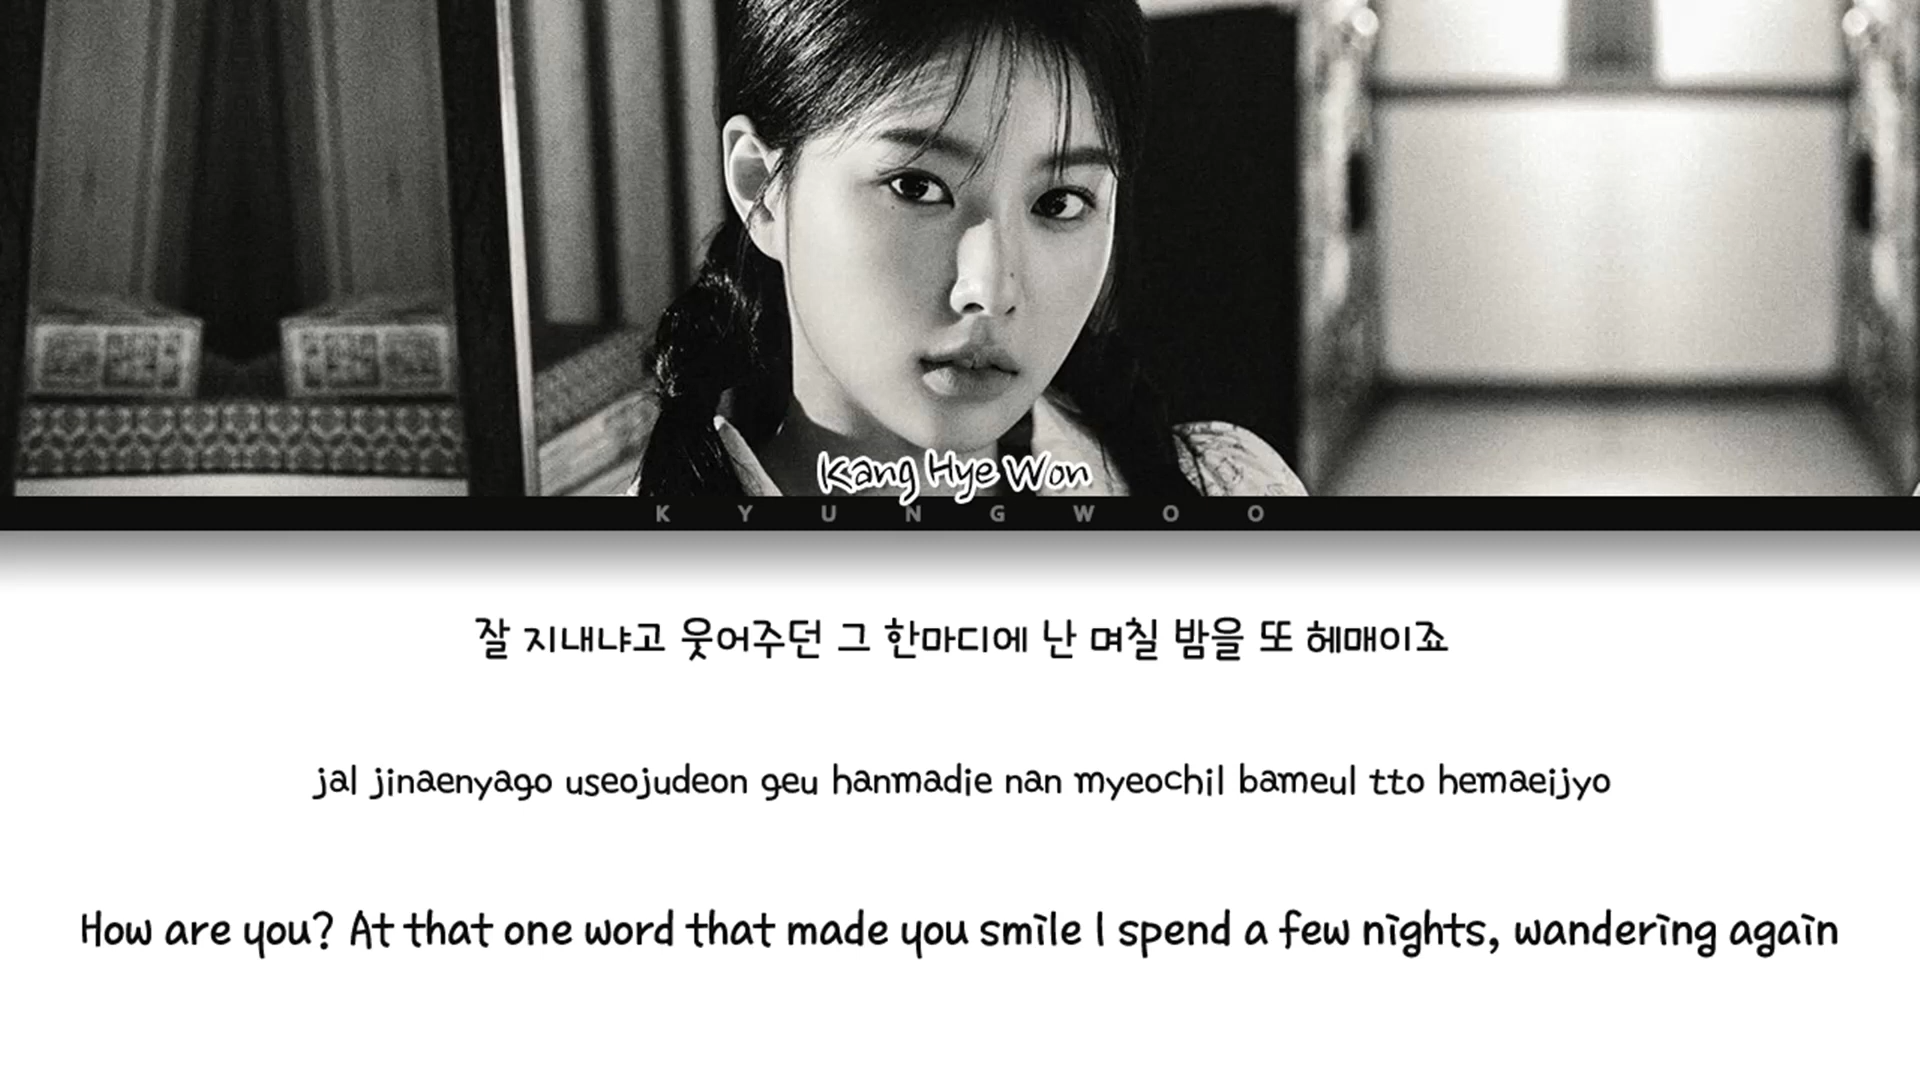 Kang Hye Won
KYUNGWOO
잘 지내냐고 웃어주던 그 한마디에 난 며칠 밤을 또 헤매이죠
jal jinaenyago useojudeon geu hanmadie nan myeochil bameul tto hemaeijyo
How are you? At that one word that made you smile I spend a few nights, wandering again